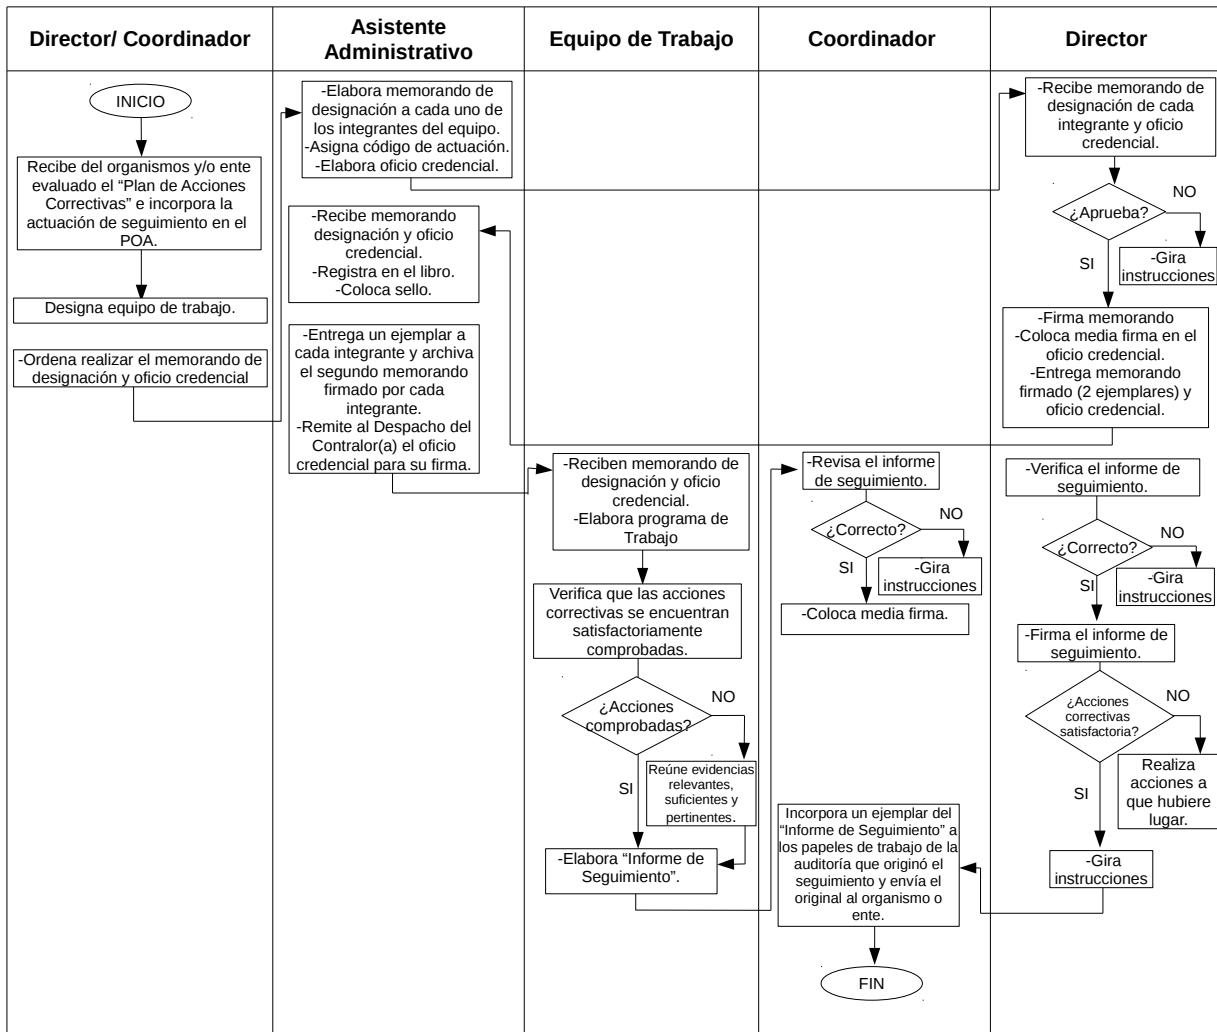 Director/ Coordinador
Asistente
Administrativo
Equipo de Trabajo
Coordinador
Director
INICIO
Recibe del organismos y/o ente
evaluado el “Plan de Acciones
Correctivas” e incorpora la
actuación de seguimiento en el
POA.
Designa equipo de trabajo.
-Ordena realizar el memorando de
designación y oficio credencial
-Elabora memorando de
designación a cada uno de
los integrantes del equipo.
-Asigna código de actuación.
-Elabora oficio credencial.
-Recibe memorando
designación y oficio
credencial.
-Registra en el libro.
-Coloca sello.
-Entrega un ejemplar a
cada integrante y archiva
el segundo memorando
firmado por cada
integrante.
-Remite al Despacho del
Contralor(a) el oficio
credencial para su firma.
-Reciben memorando de
designación y oficio
credencial.
-Elabora programa de
Trabajo
Verifica que las acciones
correctivas se encuentran
satisfactoriamente
comprobadas.
¿Acciones
comprobadas?
NO
SI
Reúne evidencias
relevantes,
suficientes y
pertinentes.
-Elabora “Informe de
Seguimiento”.
-Revisa el informe
de seguimiento.
¿Correcto?
NO
SI
-Gira
instrucciones
-Coloca media firma.
Incorpora un ejemplar del
“Informe de Seguimiento” a
los papeles de trabajo de la
auditoría que originó el
seguimiento y envía el
original al organismo o
ente.
FIN
-Recibe memorando de
designación de cada
integrante y oficio
credencial.
¿Aprueba?
NO
SI
-Gira
instrucciones
-Firma memorando
-Coloca media firma en el
oficio credencial.
-Entrega memorando
firmado (2 ejemplares) y
oficio credencial.
-Verifica el informe de
seguimiento.
¿Correcto?
NO
SI
-Gira
instrucciones
-Firma el informe de
seguimiento.
¿Acciones
correctivas
satisfactoria?
NO
SI
Realiza
acciones a
que hubiere
lugar.
-Gira
instrucciones